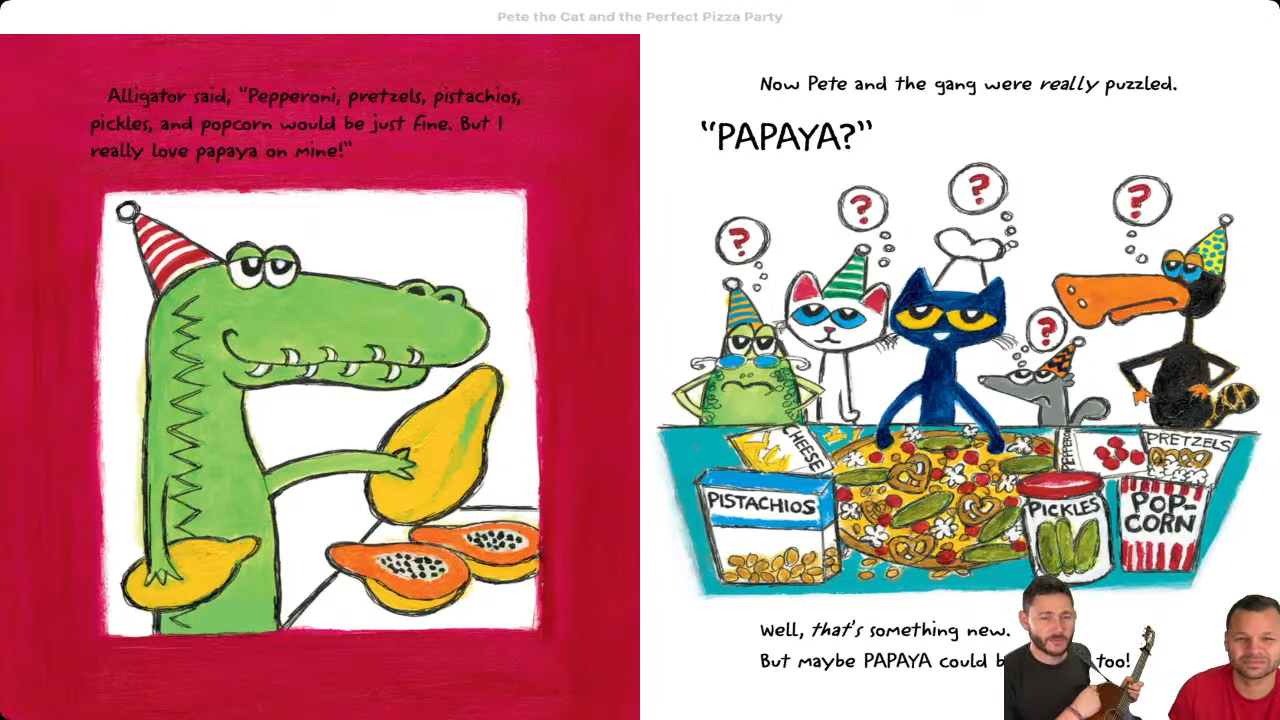 Pete the Cat and the Perfect Pizza Party
Alligator said, "Pepperoni, pretzels, pistachios,
pickles, and popcorn would be just fine. But I
really love papaya on mine!"
Now Pete and the gang were really puzzled.
"PAPAYA?"
?
?
?
?
?
CHEESE
PRETZELS
PISTACHIOS
PICKLES
POP-
CORN
Well, that's something new.
But maybe PAPAYA could b too!